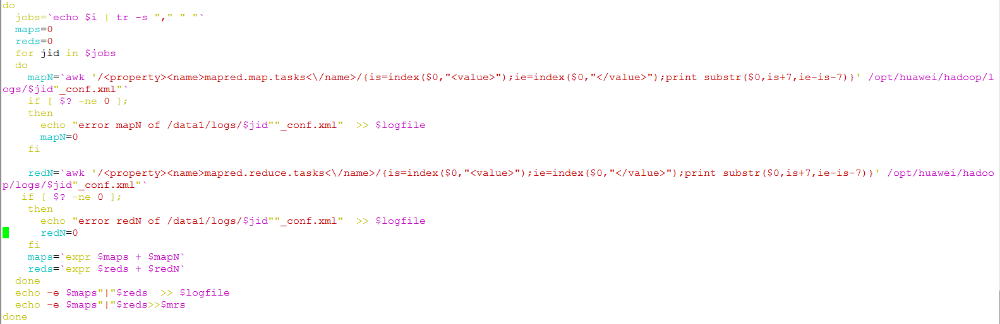 do
  jobs=`echo $i | tr -s "," " "`
  maps=0
  reds=0
  for jid in $jobs
  do
    mapN=`awk '/<property><name>mapred.map.tasks<\/name>/{is=index($0,"<value>");ie=index($0,"</value>");print substr($0,is+7,ie-is-7)}' /opt/huawei/hadoop/l
ogs/$jid"_conf.xml"`
    if [ $? -ne 0 ];
    then
      echo "error mapN of /data1/logs/$jid""_conf.xml"  >> $logfile
      mapN=0
    fi

    redN=`awk '/<property><name>mapred.reduce.tasks<\/name>/{is=index($0,"<value>");ie=index($0,"</value>");print substr($0,is+7,ie-is-7)}' /opt/huawei/hadoo
p/logs/$jid"_conf.xml"`
   if [ $? -ne 0 ];
    then
      echo "error redN of /data1/logs/$jid""_conf.xml"  >> $logfile
      redN=0
    fi
    maps=`expr $maps + $mapN`
    reds=`expr $reds + $redN`
  done
  echo -e $maps"|"$reds  >> $logfile
  echo -e $maps"|"$reds>>$mrs
done